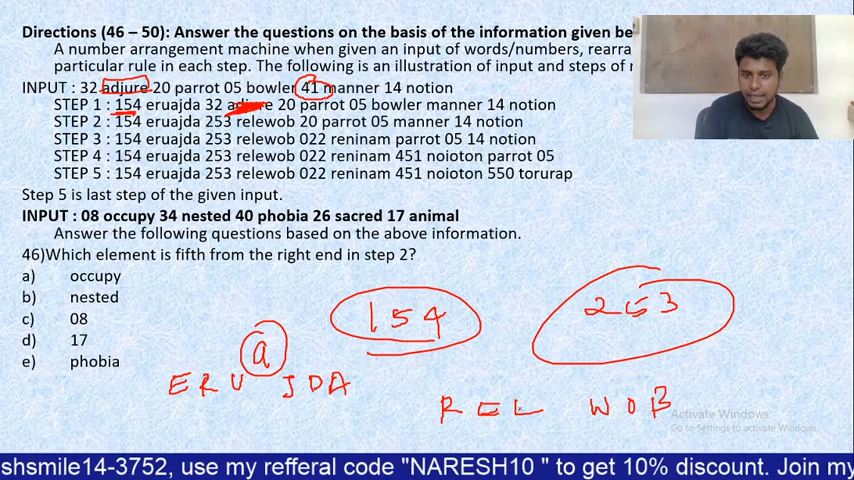 Directions (46 – 50): Answer the questions on the basis of the information given be
A number arrangement machine when given an input of words/numbers, rearra
particular rule in each step. The following is an illustration of input and steps of
INPUT : 32 adjure 20 parrot 05 bowler 41 manner 14 notion
STEP 1 : 154 eruajda 32 adjure 20 parrot 05 bowler manner 14 notion
STEP 2 : 154 eruajda 253 relewob 20 parrot 05 manner 14 notion
STEP 3 : 154 eruajda 253 relewob 022 reninam parrot 05 14 notion
STEP 4 : 154 eruajda 253 relewob 022 reninam 451 noioton parrot 05
STEP 5 : 154 eruajda 253 relewob 022 reninam 451 noioton 550 torurap
Step 5 is last step of the given input.
INPUT : 08 occupy 34 nested 40 phobia 26 sacred 17 animal
Answer the following questions based on the above information.
46)Which element is fifth from the right end in step 2?
a) occupy
b) nested
c) 08
d) 17
e) phobia
154
253
a
ERU JDA
REL WOB
Activate Windows
Go to Settings to activate Windows.
shsmile14-3752, use my refferal code "NARESH10 " to get 10% discount. Join my